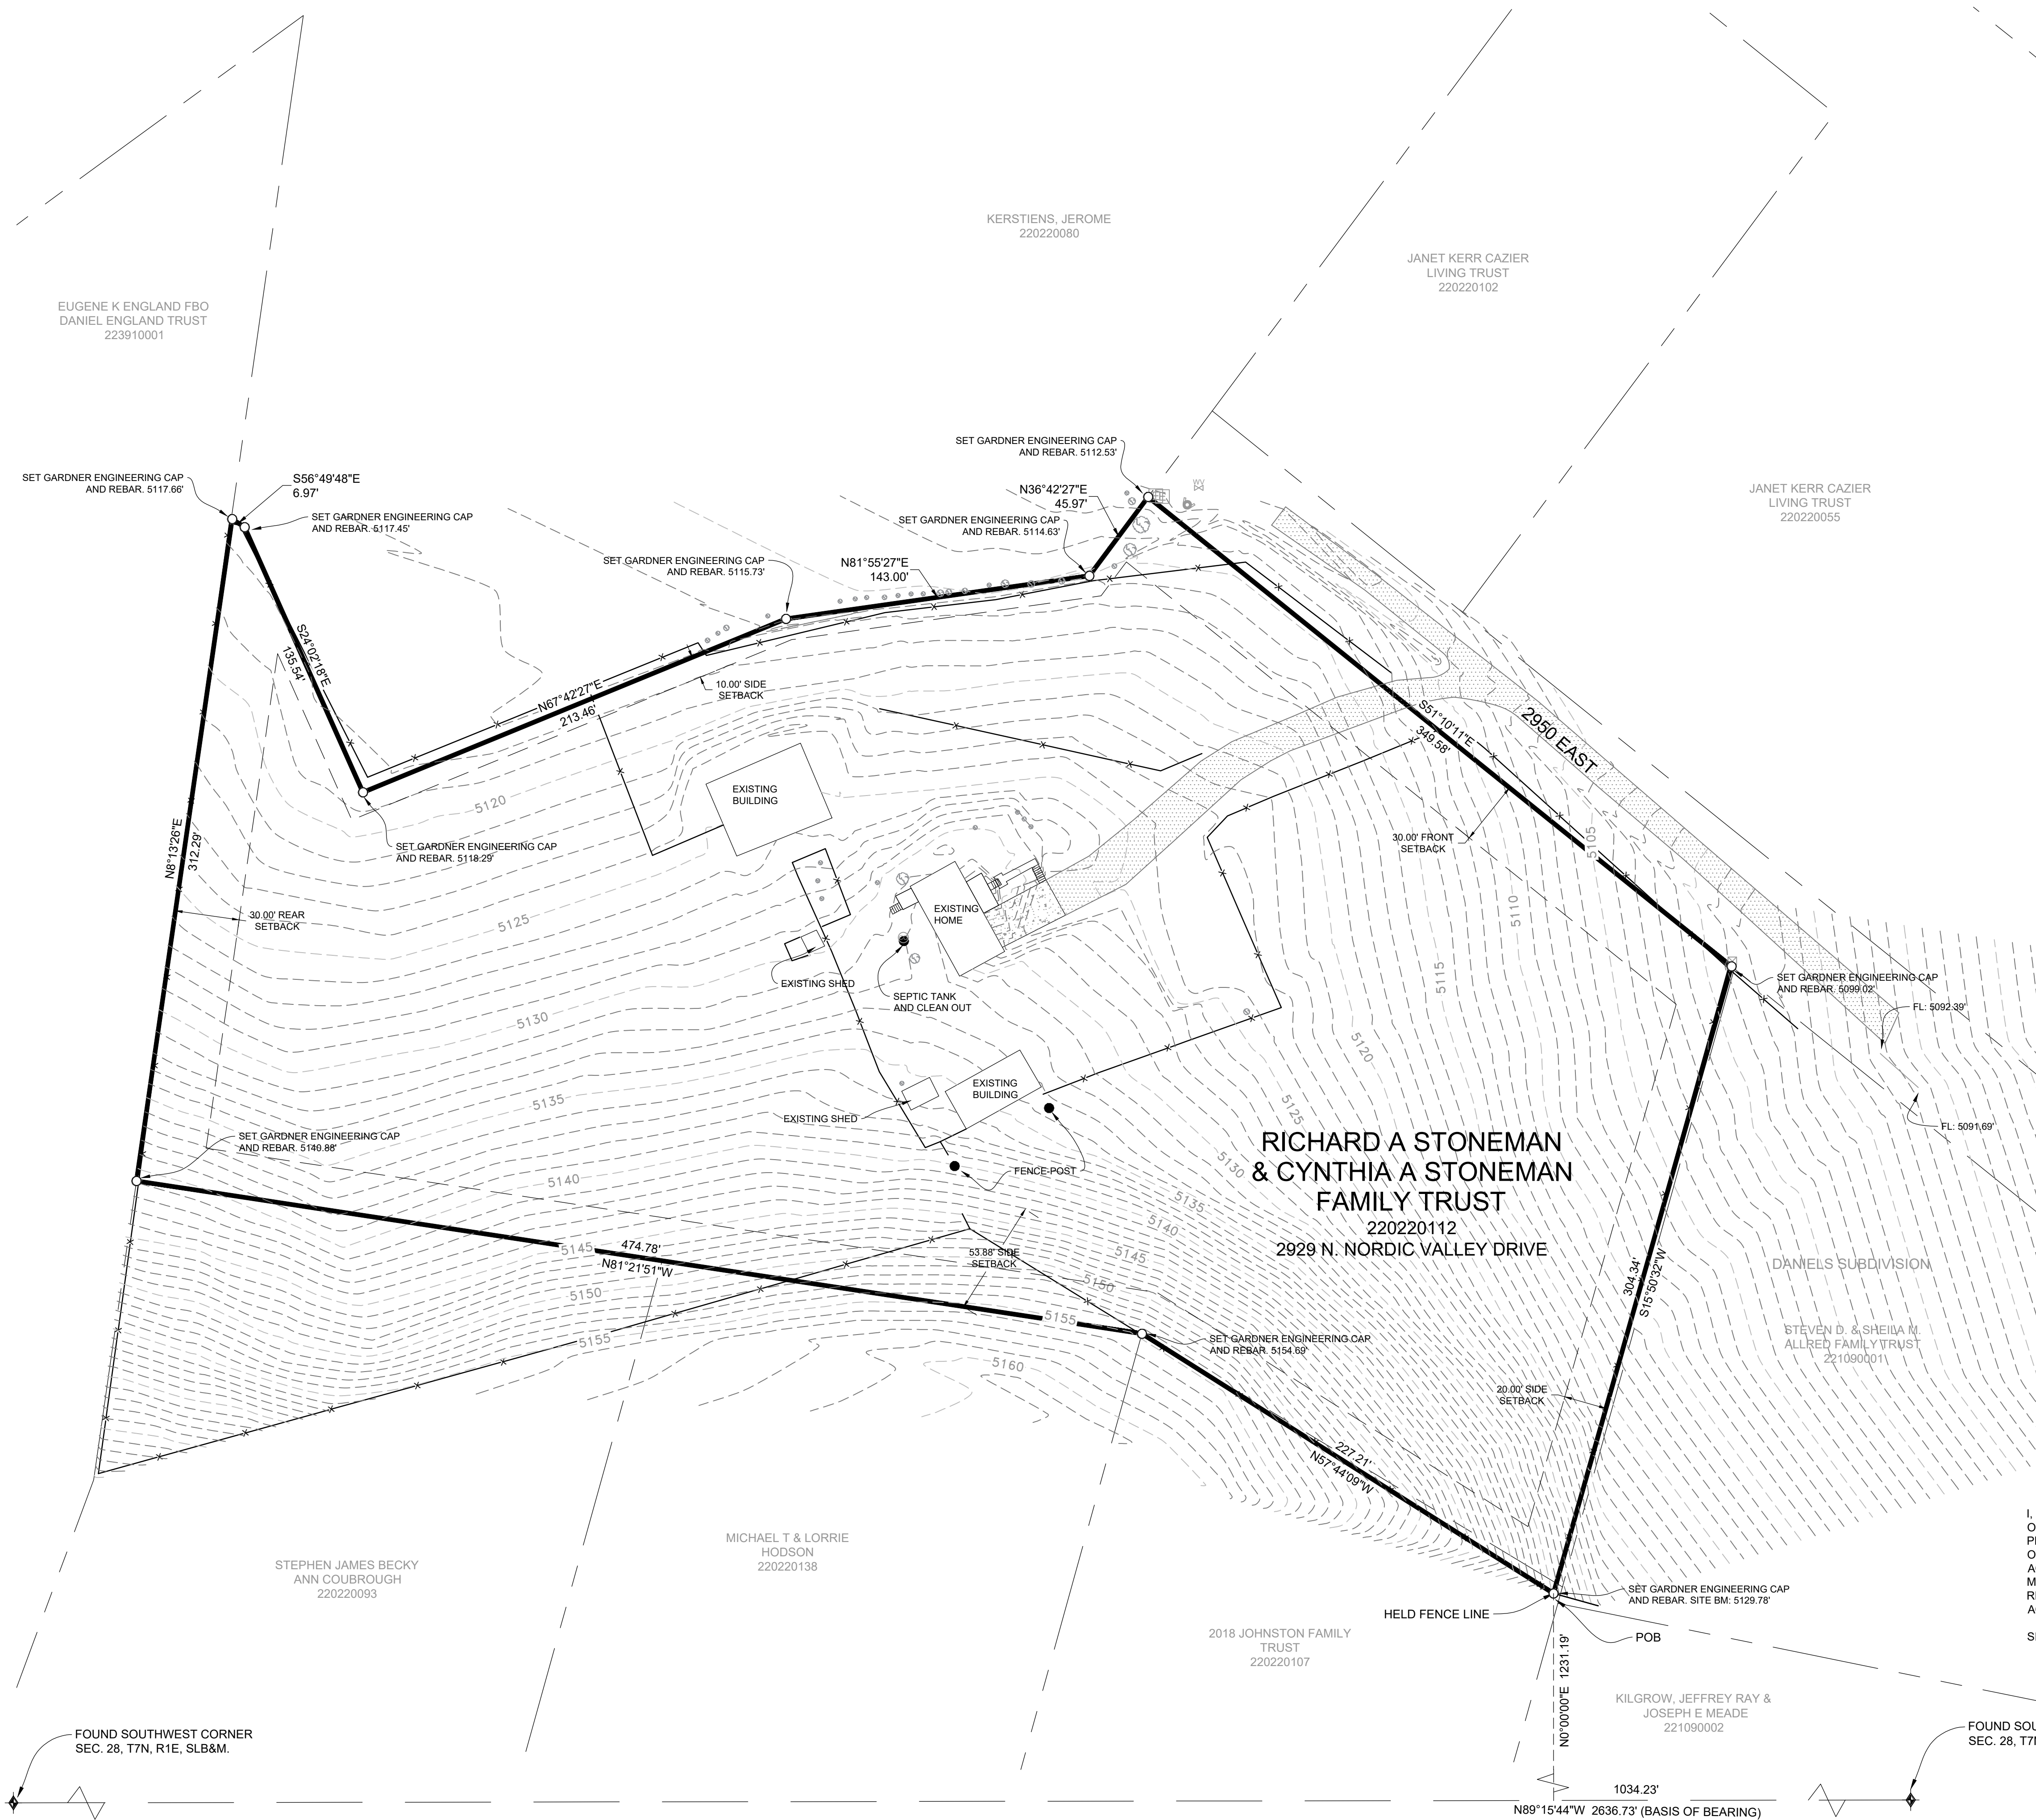 KERSTIENS, JEROME
220220080
JANET KERR CAZIER
LIVING TRUST
220220102
EUGENE K ENGLAND FBO
DANIEL ENGLAND TRUST
223910001
JANET KERR CAZIER
LIVING TRUST
220220055
SET GARDNER ENGINEERING CAP
AND REBAR. 5112.53'
SET GARDNER ENGINEERING CAP
AND REBAR. 5117.66'
S56°49'48"E
6.97'
SET GARDNER ENGINEERING CAP
AND REBAR. 5117.45'
N36°42'27"E
45.97'
WV
SET GARDNER ENGINEERING CAP
AND REBAR. 5114.63'
SET GARDNER ENGINEERING CAP
AND REBAR. 5115.73'
N81°55'27"E
143.00'
S24°02'18"E
135.54'
N67°42'27"E
213.46'
10.00' SIDE
SETBACK
S51°10'11"E
349.58'
2950 EAST
EXISTING
BUILDING
5120
SET GARDNER ENGINEERING CAP
AND REBAR. 5118.29'
30.00' FRONT
SETBACK
5105
N8°13'26"E
312.29'
30.00' REAR
SETBACK
5125
EXISTING
HOME
5110
5115
EXISTING SHED
SEPTIC TANK
AND CLEAN OUT
SET GARDNER ENGINEERING CAP
AND REBAR. 5099.02'
FL: 5092.39'
5130
5120
EXISTING
BUILDING
5135
EXISTING SHED
5125
FL: 5091.69'
SET GARDNER ENGINEERING CAP
AND REBAR. 5140.88'
RICHARD A STONEMAN
& CYNTHIA A STONEMAN
FAMILY TRUST
220220112
2929 N. NORDIC VALLEY DRIVE
FENCE-POST
5130
5140
5135
5140
5145
5150
5145
474.78'
N81°21'51"W
53.88' SIDE
SETBACK
5150
5155
5155
5160
304.34'
S15°50'32"W
DANIELS SUBDIVISION
STEVEN D. & SHEILA M.
ALLRED FAMILY TRUST
221090001
SET GARDNER ENGINEERING CAP
AND REBAR. 5154.69'
20.00' SIDE
SETBACK
227.21'
N57°44'09"W
MICHAEL T & LORRIE
HODSON
220220138
STEPHEN JAMES BECKY
ANN COUBROUGH
220220093
SET GARDNER ENGINEERING CAP
AND REBAR. SITE BM: 5129.78'
HELD FENCE LINE
POB
2018 JOHNSTON FAMILY
TRUST
220220107
N0°00'00"E 1231.19'
KILGROW, JEFFREY RAY &
JOSEPH E MEADE
221090002
FOUND SOUTHWEST CORNER
SEC. 28, T7N, R1E, SLB&M.
FOUND
SEC. 28,
1034.23'
N89°15'44"W 2636.73' (BASIS OF BEARING)